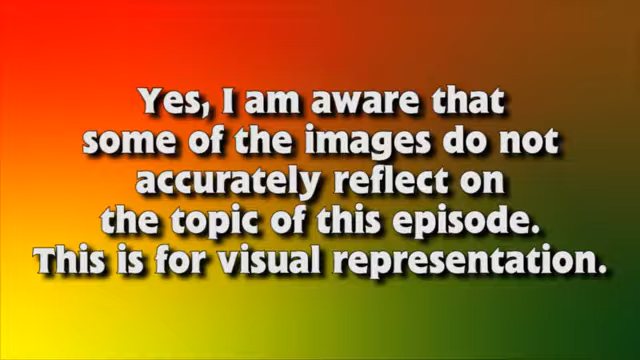 Yes, I am aware that
some of the images do not
accurately reflect on
the topic of this episode.
This is for visual representation.